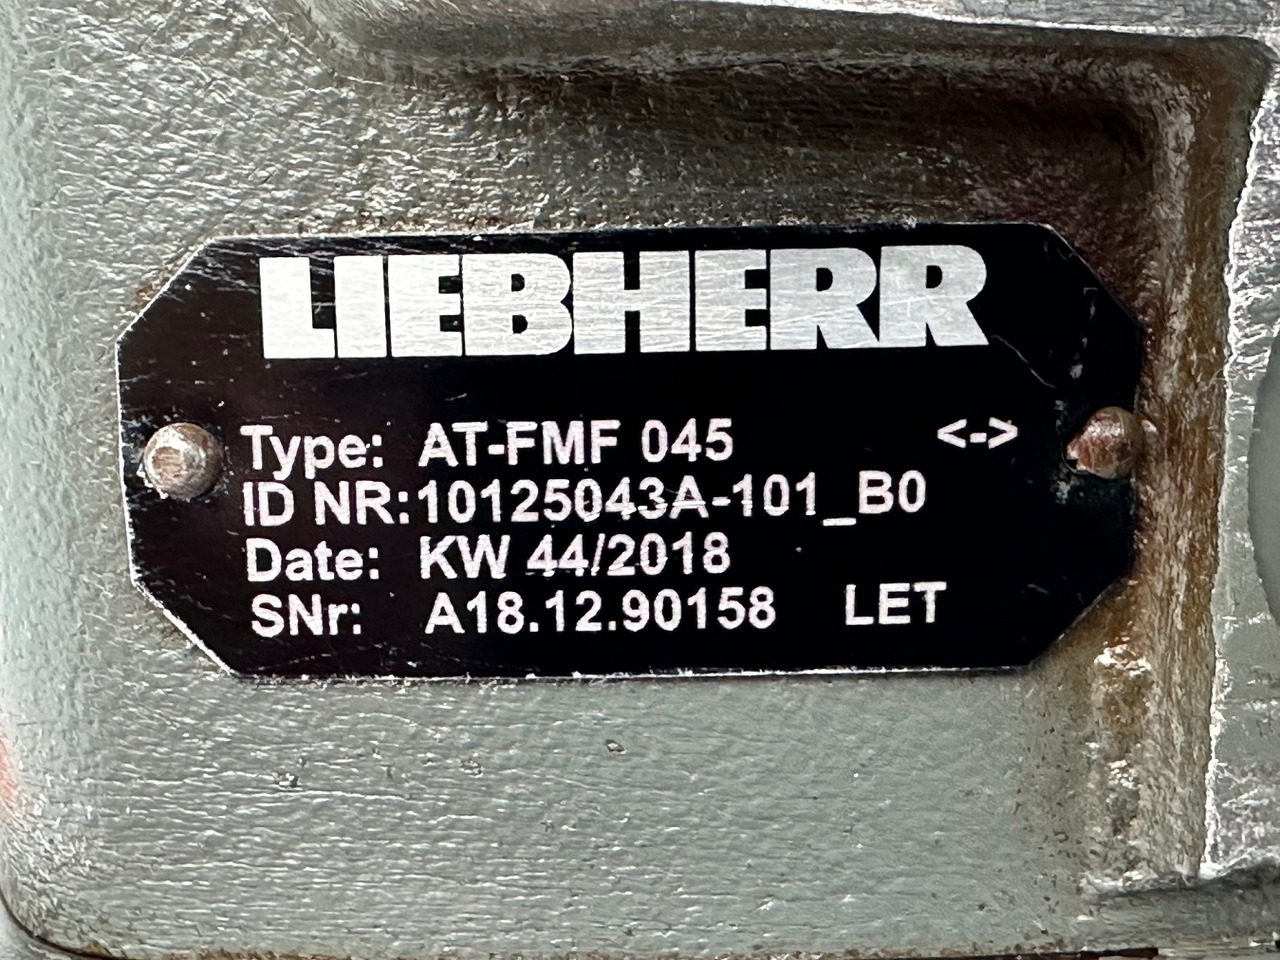 LIEBHERR
Type: AT-FMF 045 <->
ID NR:10125043A-101_B0
Date: KW 44/2018
SNr: A18.12.90158 LET